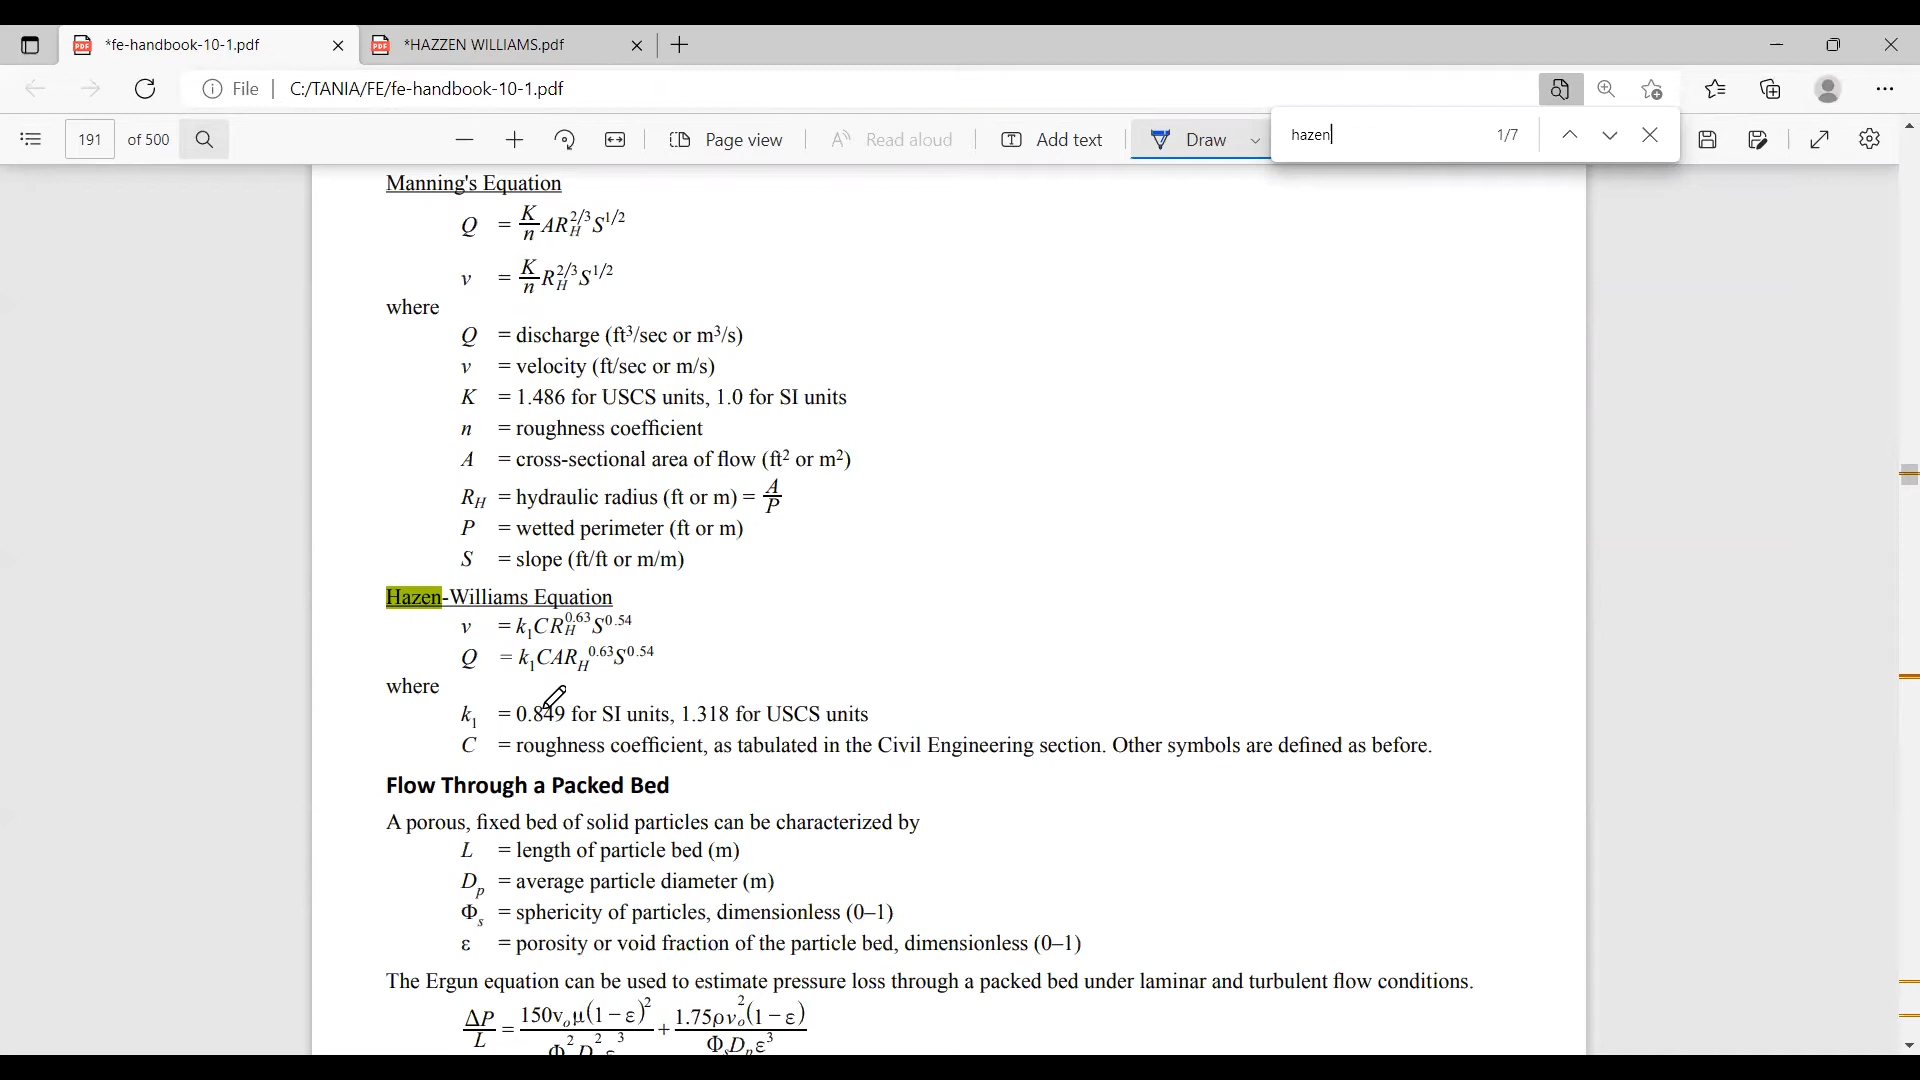 *fe-handbook-10-1.pdf
*HAZZEN WILLIAMS.pdf
File
C:/TANIA/FE/fe-handbook-10-1.pdf
191 of 500
Page view
Read aloud
Add text
Draw
hazen
1/7
Manning's Equation
Q = K/n AR_H^2/3 S^1/2
v = K/n R_H^2/3 S^1/2
where
Q = discharge (ft³/sec or m³/s)
v = velocity (ft/sec or m/s)
K = 1.486 for USCS units, 1.0 for SI units
n = roughness coefficient
A = cross-sectional area of flow (ft² or m²)
R_H = hydraulic radius (ft or m) = A/P
P = wetted perimeter (ft or m)
S = slope (ft/ft or m/m)
Hazen-Williams Equation
v = k₁CR_H^0.63 S^0.54
Q = k₁CAR_H^0.63 S^0.54
where
k₁ = 0.849 for SI units, 1.318 for USCS units
C = roughness coefficient, as tabulated in the Civil Engineering section. Other symbols are defined as before.
Flow Through a Packed Bed
A porous, fixed bed of solid particles can be characterized by
L = length of particle bed (m)
D_p = average particle diameter (m)
Φ_s = sphericity of particles, dimensionless (0–1)
ε = porosity or void fraction of the particle bed, dimensionless (0–1)
The Ergun equation can be used to estimate pressure loss through a packed bed under laminar and turbulent flow conditions.
ΔP/L = 150v_oμ(1 − ε)²/Φ²D²ε³ + 1.75ρv_o²(1 − ε)/Φ_sD_pε³